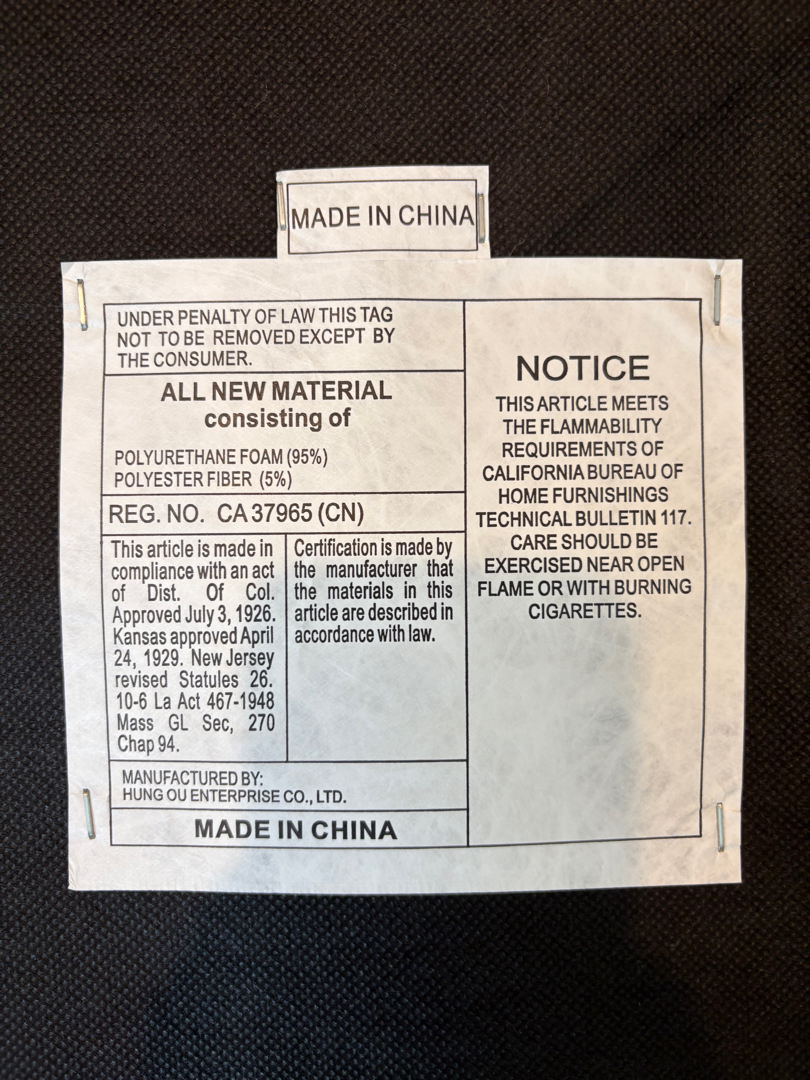 MADE IN CHINA
UNDER PENALTY OF LAW THIS TAG
NOT TO BE REMOVED EXCEPT BY
THE CONSUMER.
ALL NEW MATERIAL
consisting of
POLYURETHANE FOAM (95%)
POLYESTER FIBER (5%)
REG. NO. CA 37965 (CN)
This article is made in
compliance with an act
of Dist. Of Col.
Approved July 3, 1926.
Kansas approved April
24, 1929. New Jersey
revised Statules 26.
10-6 La Act 467-1948
Mass GL Sec, 270
Chap 94.
Certification is made by
the manufacturer that
the materials in this
article are described in
accordance with law.
MANUFACTURED BY:
HUNG OU ENTERPRISE CO., LTD.
MADE IN CHINA
NOTICE
THIS ARTICLE MEETS
THE FLAMMABILITY
REQUIREMENTS OF
CALIFORNIA BUREAU OF
HOME FURNISHINGS
TECHNICAL BULLETIN 117.
CARE SHOULD BE
EXERCISED NEAR OPEN
FLAME OR WITH BURNING
CIGARETTES.